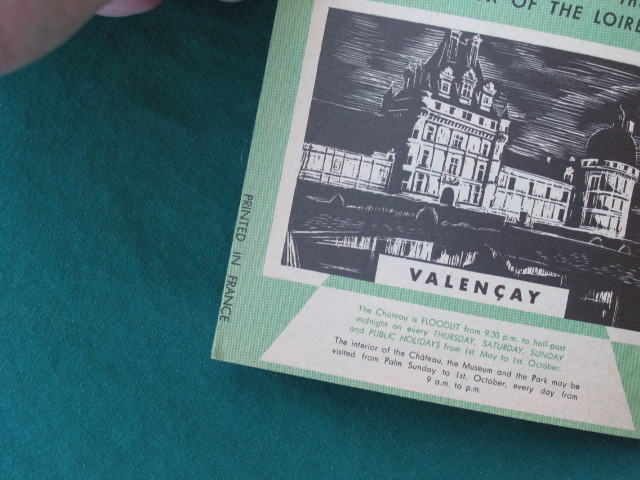 OF THE LOIRE
VALENÇAY
The Château is FLOODLIT from 9.30 p.m. to half-past
midnight on every THURSDAY, SATURDAY, SUNDAY
and PUBLIC HOLIDAYS from 1st. May to 1st. October.
The interior of the Château, the Museum and the Park may be
visited from Palm Sunday to 1st. October, every day from
9 a.m. to p.m.
PRINTED IN FRANCE